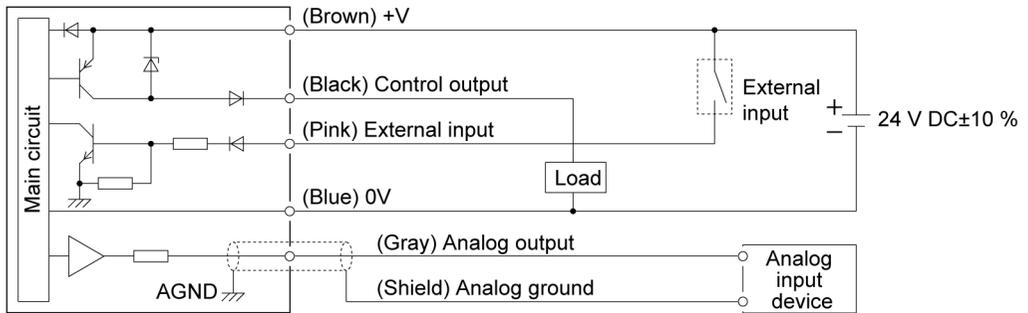 (Brown) +V
(Black) Control output
(Pink) External input
(Blue) 0V
(Gray) Analog output
(Shield) Analog ground
Main circuit
AGND
External
input
Load
+
−
24 V DC±10 %
Analog
input
device